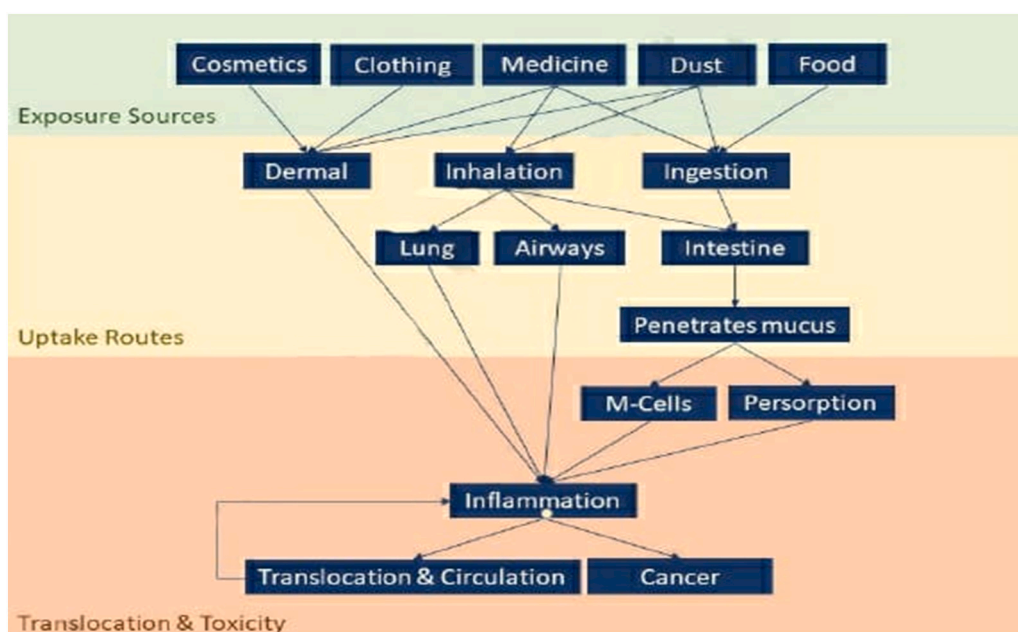 Cosmetics
Clothing
Medicine
Dust
Food
Exposure Sources
Dermal
Inhalation
Ingestion
Lung
Airways
Intestine
Penetrates mucus
Uptake Routes
M-Cells
Persorption
Inflammation
Translocation & Circulation
Cancer
Translocation & Toxicity